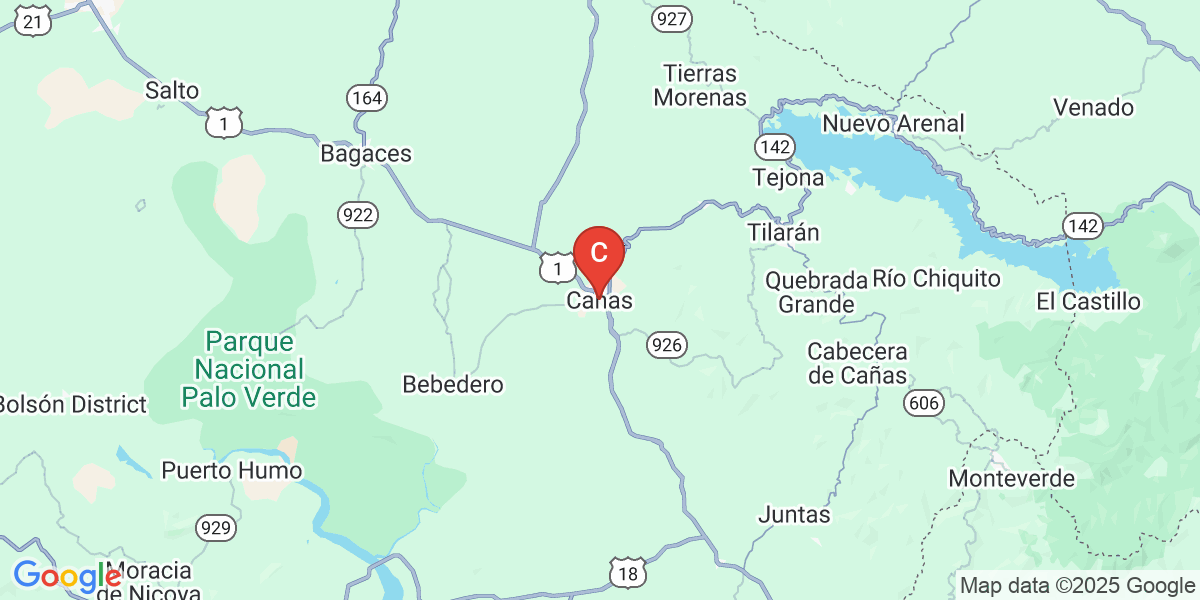 21
927
Tierras
Morenas
Salto
164
Venado
1
Nuevo Arenal
142
Bagaces
Tejona
922
142
Tilarán
C
1
Quebrada
Grande
Río Chiquito
Cañas
El Castillo
Parque
Nacional
Palo Verde
926
Cabecera
de Cañas
Bebedero
Bolsón District
606
Puerto Humo
Monteverde
Juntas
929
18
Google
Moracia
de Nicoya
Map data ©2025 Google